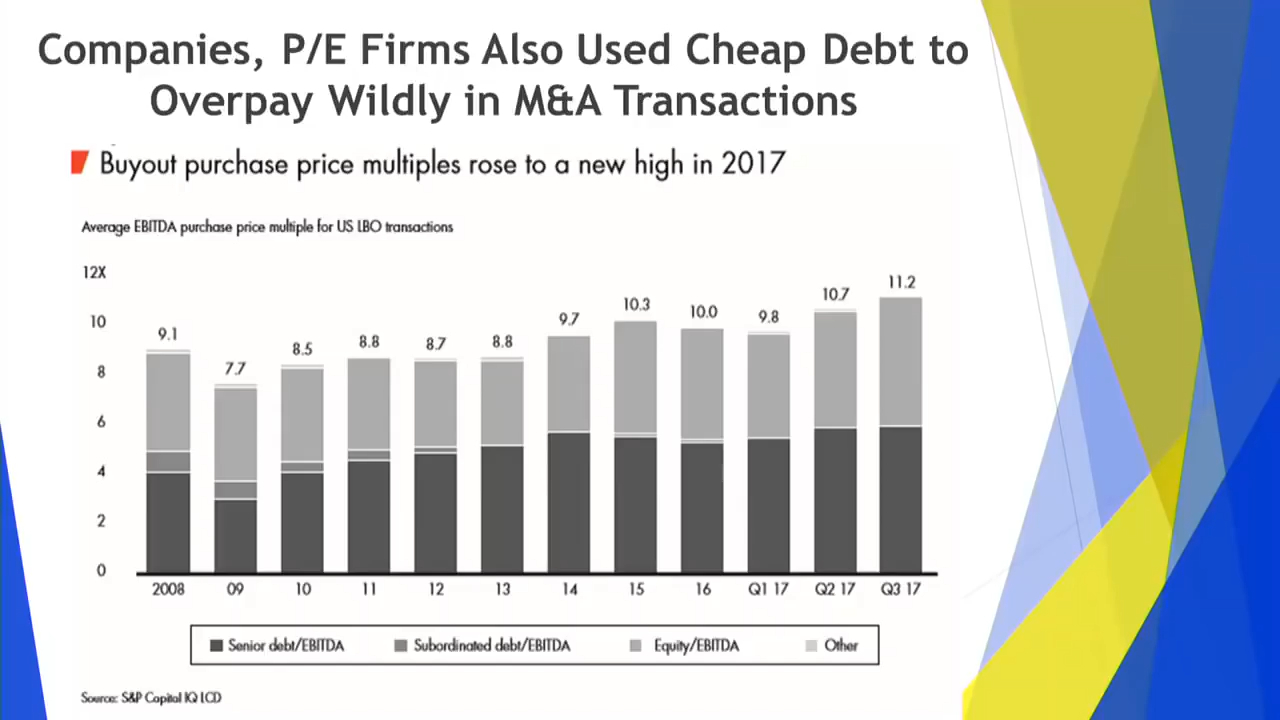 Companies, P/E Firms Also Used Cheap Debt to
Overpay Wildly in M&A Transactions
Buyout purchase price multiples rose to a new high in 2017
Average EBITDA purchase price multiple for US LBO transactions
12X
10
8
6
4
2
0
9.1
7.7
8.5
8.8
8.7
8.8
9.7
10.3
10.0
9.8
10.7
11.2
2008 09 10 11 12 13 14 15 16 Q1 17 Q2 17 Q3 17
Senior debt/EBITDA Subordinated debt/EBITDA Equity/EBITDA Other
Source: S&P Capital IQ LCD